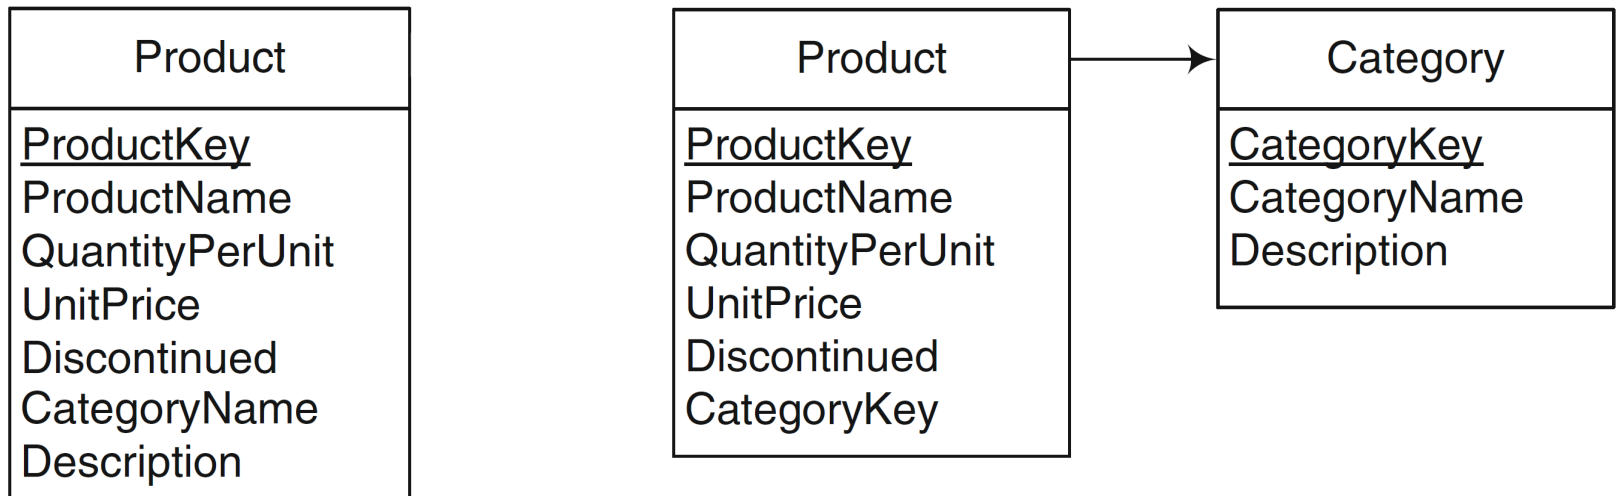 Product
ProductKey
ProductName
QuantityPerUnit
UnitPrice
Discontinued
CategoryName
Description
Product
ProductKey
ProductName
QuantityPerUnit
UnitPrice
Discontinued
CategoryKey
Category
CategoryKey
CategoryName
Description